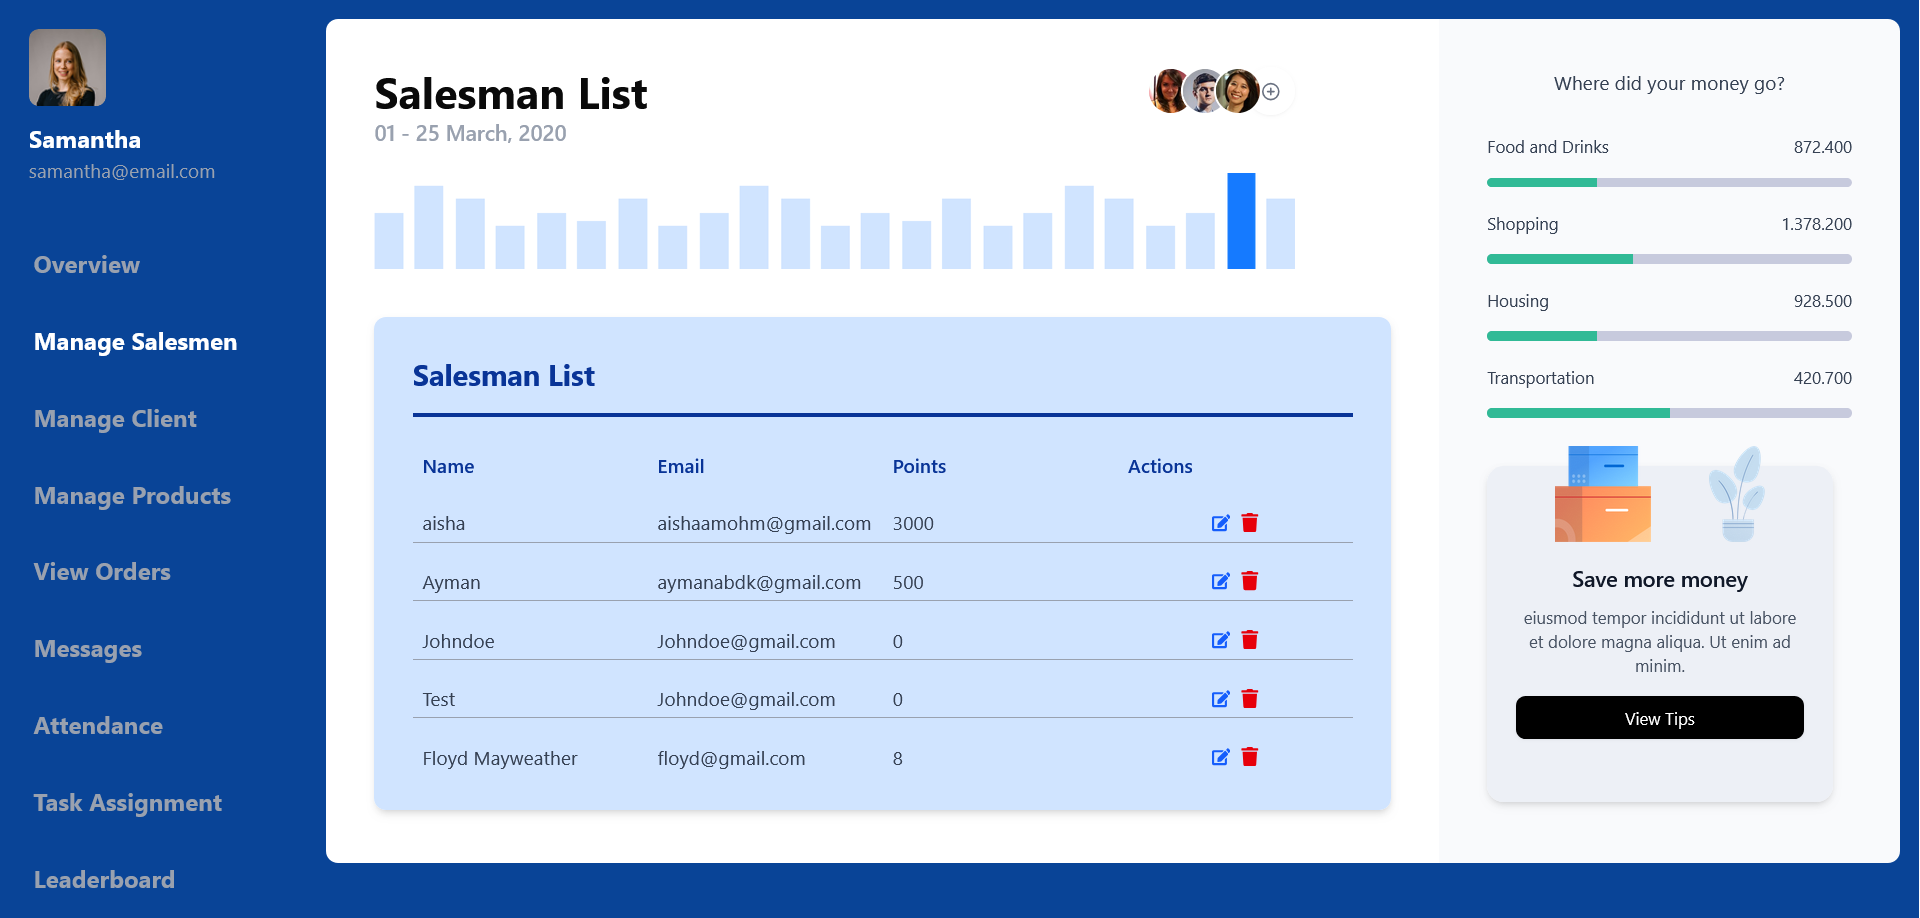 Samantha
samantha@email.com
Overview
Manage Salesmen
Manage Client
Manage Products
View Orders
Messages
Attendance
Task Assignment
Leaderboard
Salesman List
01 - 25 March, 2020
Salesman List
Name Email Points Actions
aisha aishaamohm@gmail.com 3000
Ayman aymanabdk@gmail.com 500
Johndoe Johndoe@gmail.com 0
Test Johndoe@gmail.com 0
Floyd Mayweather floyd@gmail.com 8
Where did your money go?
Food and Drinks 872.400
Shopping 1.378.200
Housing 928.500
Transportation 420.700
Save more money
eiusmod tempor incididunt ut labore
et dolore magna aliqua. Ut enim ad
minim.
View Tips